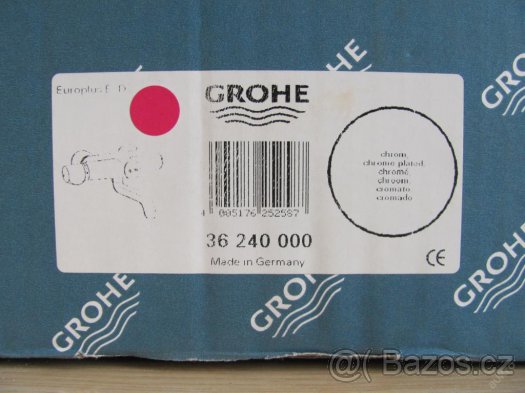 GROHE
GROHE
Europlus E
GROHE
chrom
chrome plated
chromé
chroom
cromato
cromado
4 005176 252587
36 240 000
Made in Germany
CE
GROHE
GROHE
GROHE
@ Bazoš.cz